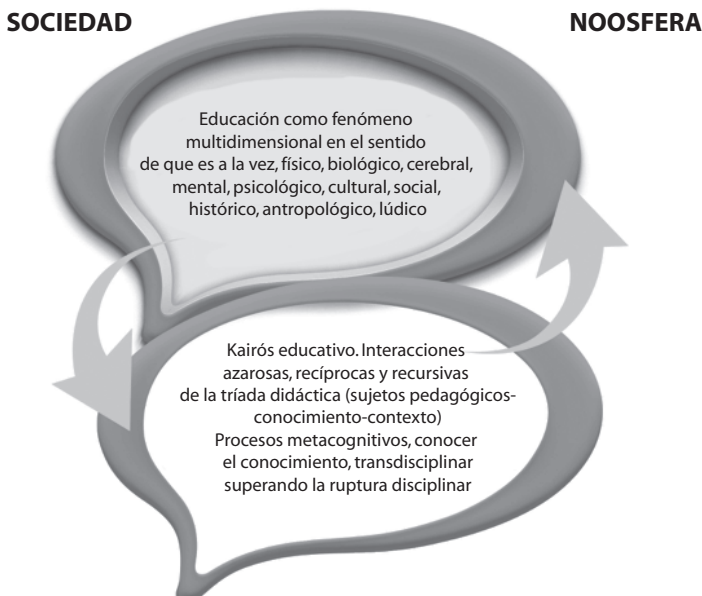 SOCIEDAD
NOOSFERA
Educación como fenómeno
multidimensional en el sentido
de que es a la vez, físico, biológico, cerebral,
mental, psicológico, cultural, social,
histórico, antropológico, lúdico
Kairós educativo. Interacciones
azarosas, recíprocas y recursivas
de la tríada didáctica (sujetos pedagógicos-
conocimiento-contexto)
Procesos metacognitivos, conocer
el conocimiento, transdisciplinar
superando la ruptura disciplinar